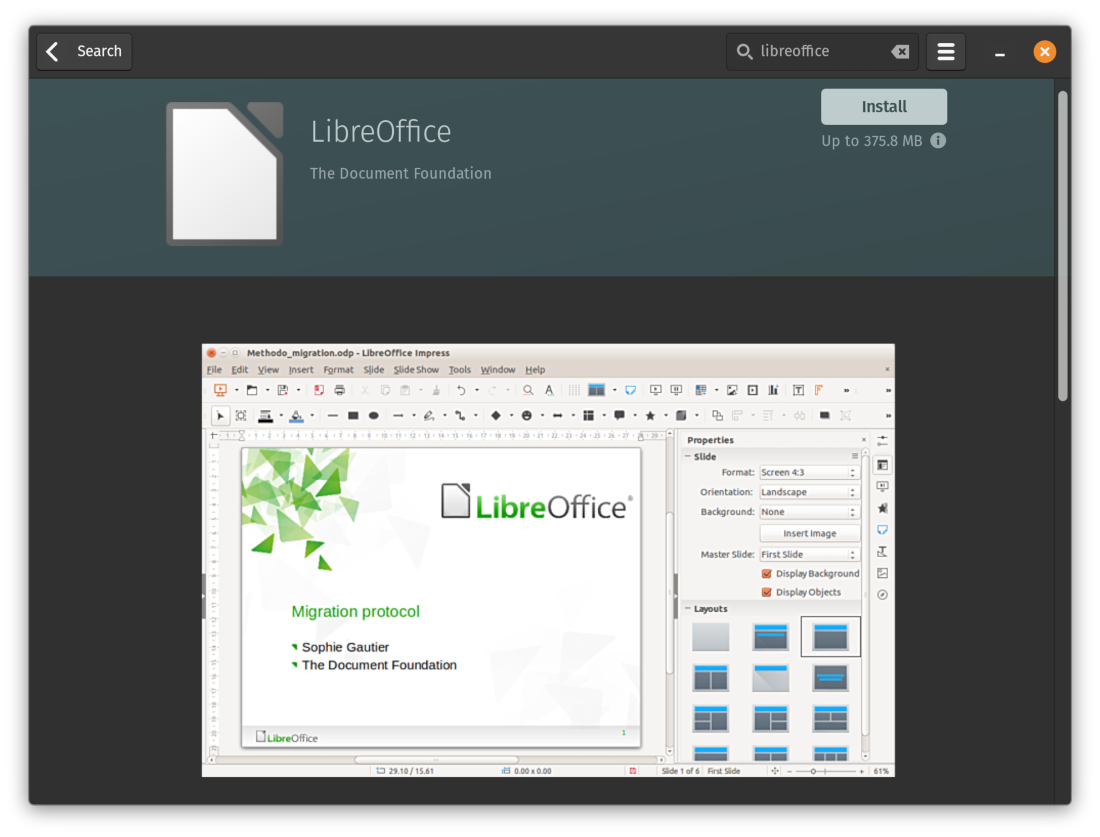 Search
libreoffice
LibreOffice
Install
Up to 375.8 MB
The Document Foundation
Methodo_migration.odp - LibreOffice Impress
File Edit View Insert Format Slide Slide Show Tools Window Help
Properties
Slide
Format: Screen 4:3
Orientation: Landscape
Background: None
Insert Image
Master Slide: First Slide
Display Background
Display Objects
Layouts
LibreOffice®
Migration protocol
Sophie Gautier
The Document Foundation
LibreOffice
1
29.10 / 15.61 0.00 x 0.00 Slide 1 of 6 First Slide 61%